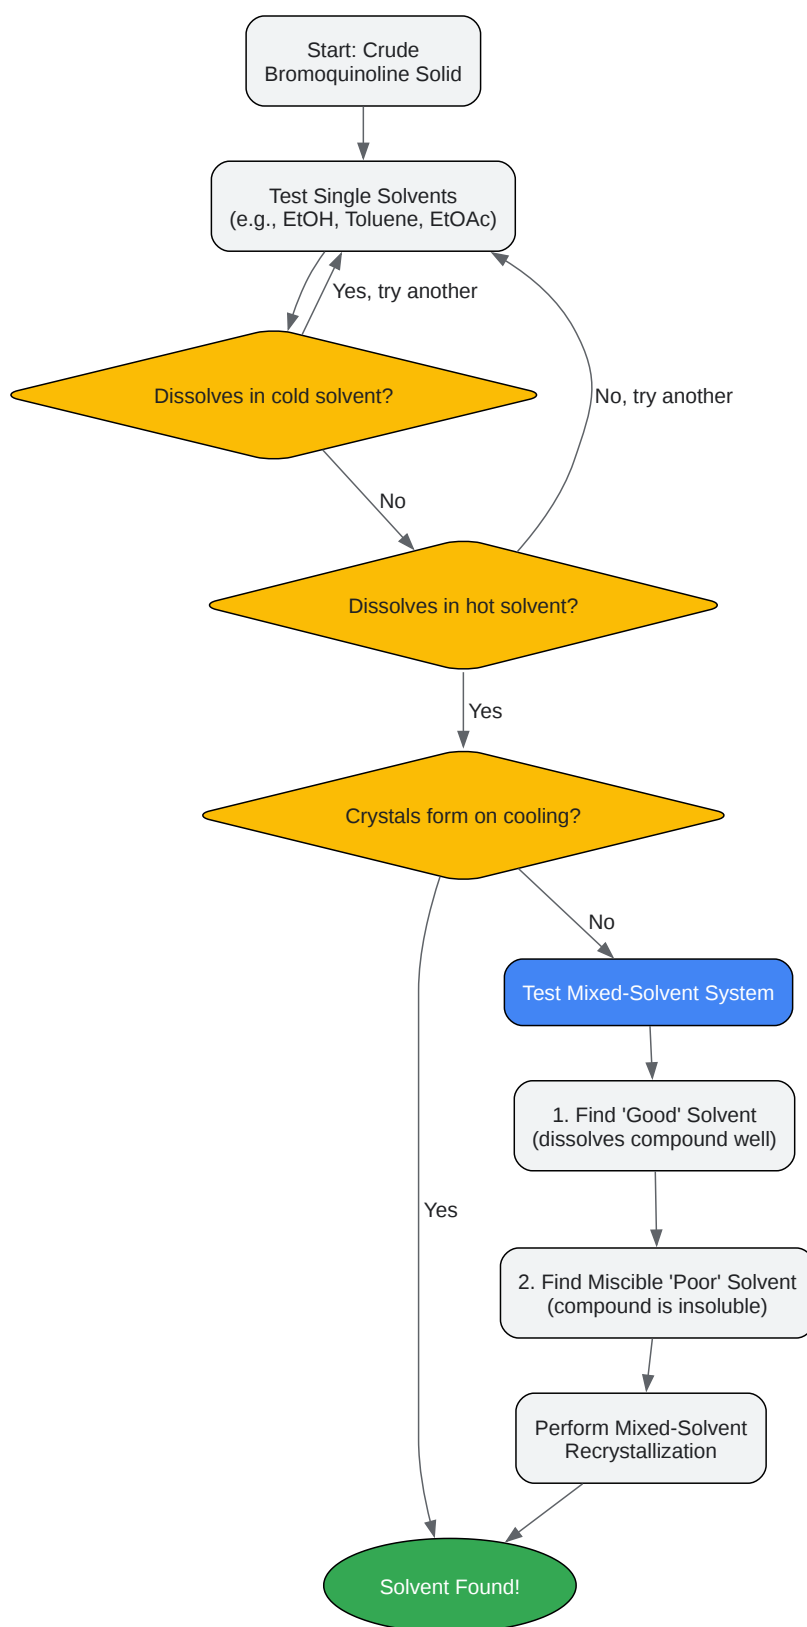 Start: Crude
Bromoquinoline Solid
Test Single Solvents
(e.g., EtOH, Toluene, EtOAc)
Yes, try another
Dissolves in cold solvent?
No, try another
No
Dissolves in hot solvent?
Yes
Crystals form on cooling?
No
Test Mixed-Solvent System
1. Find 'Good' Solvent
(dissolves compound well)
Yes
2. Find Miscible 'Poor' Solvent
(compound is insoluble)
Perform Mixed-Solvent
Recrystallization
Solvent Found!